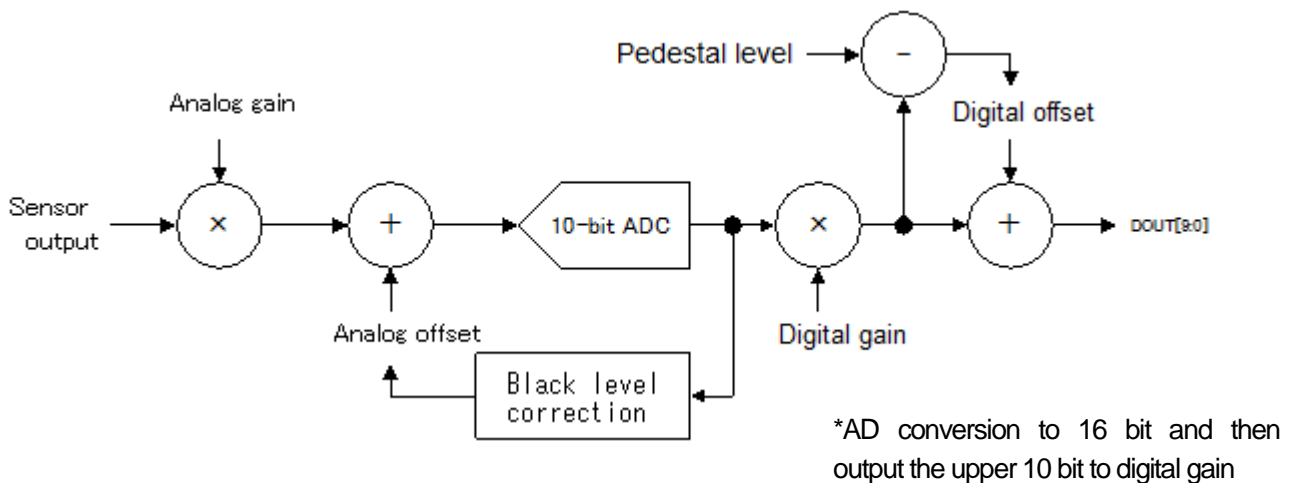 Pedestal level
-
Analog gain
Digital offset
Sensor
output
×
+
10-bit ADC
×
+
DOUT[9:0]
Analog offset
Digital gain
Black level
correction
*AD conversion to 16 bit and then
output the upper 10 bit to digital gain